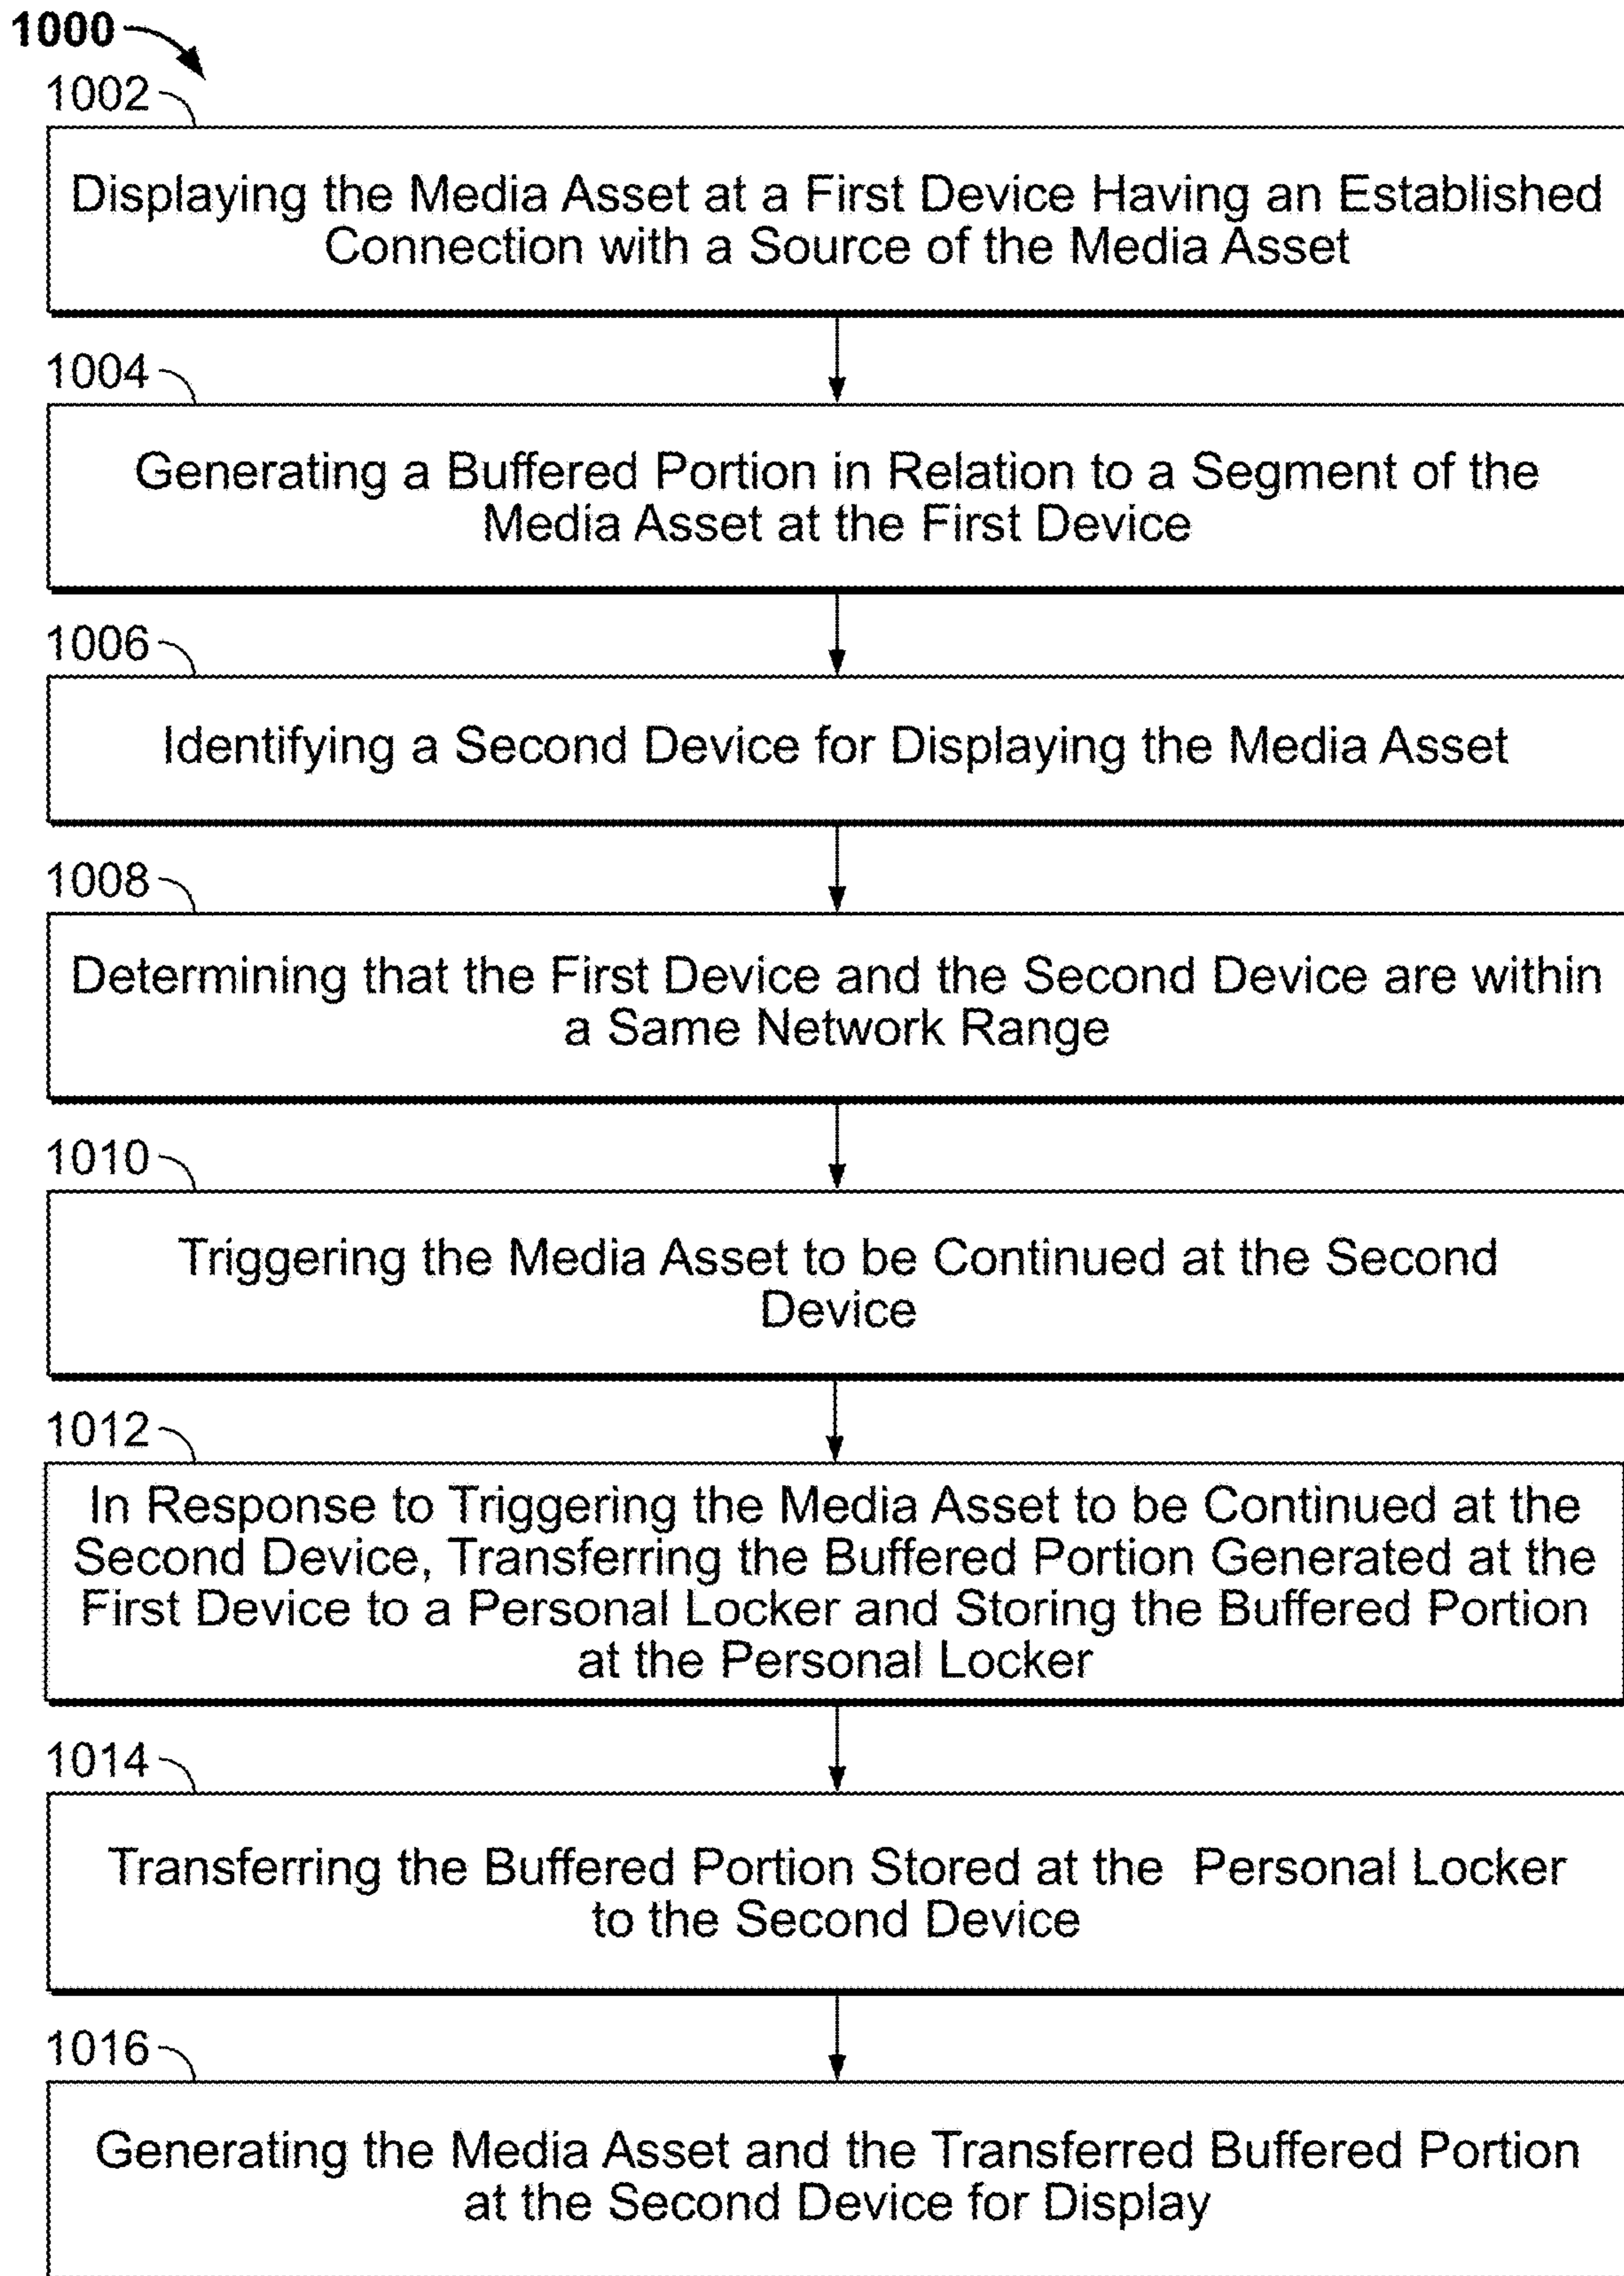 1000
1002
Displaying the Media Asset at a First Device Having an Established
Connection with a Source of the Media Asset
1004
Generating a Buffered Portion in Relation to a Segment of the
Media Asset at the First Device
1006
Identifying a Second Device for Displaying the Media Asset
1008
Determining that the First Device and the Second Device are within
a Same Network Range
1010
Triggering the Media Asset to be Continued at the Second
Device
1012
In Response to Triggering the Media Asset to be Continued at the
Second Device, Transferring the Buffered Portion Generated at the
First Device to a Personal Locker and Storing the Buffered Portion
at the Personal Locker
1014
Transferring the Buffered Portion Stored at the Personal Locker
to the Second Device
1016
Generating the Media Asset and the Transferred Buffered Portion
at the Second Device for Display